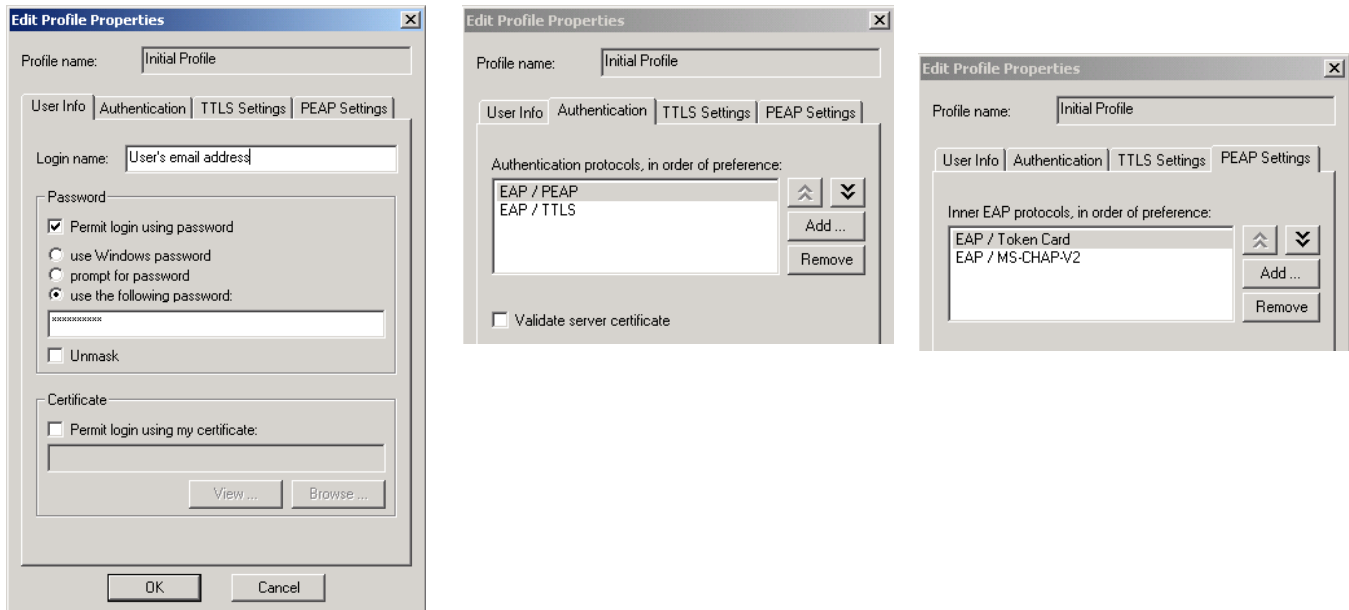 Edit Profile Properties
Profile name: Initial Profile
User Info Authentication TTLS Settings PEAP Settings
Login name: User's email address
Password
Permit login using password
use Windows password
prompt for password
use the following password:
**********
Unmask
Certificate
Permit login using my certificate:
View ... Browse ...
OK Cancel
Edit Profile Properties
Profile name: Initial Profile
User Info Authentication TTLS Settings PEAP Settings
Authentication protocols, in order of preference:
EAP / PEAP
EAP / TTLS
Add ...
Remove
Validate server certificate
Edit Profile Properties
Profile name: Initial Profile
User Info Authentication TTLS Settings PEAP Settings
Inner EAP protocols, in order of preference:
EAP / Token Card
EAP / MS-CHAP-V2
Add ...
Remove